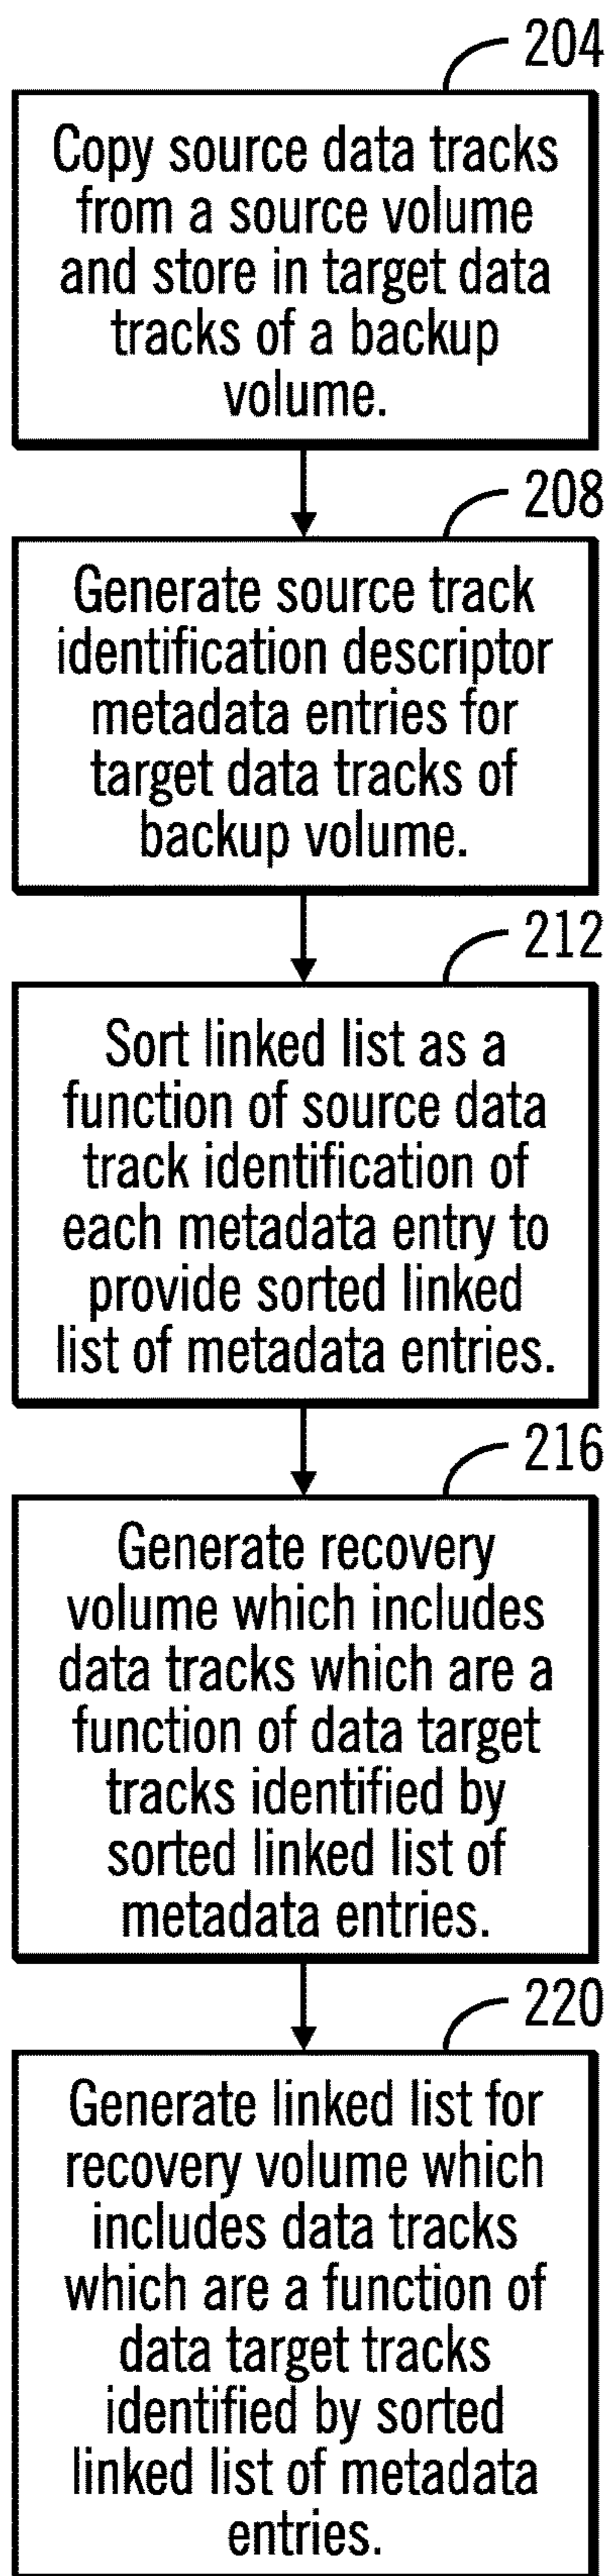 204
Copy source data tracks
from a source volume
and store in target data
tracks of a backup
volume.
208
Generate source track
identification descriptor
metadata entries for
target data tracks of
backup volume.
212
Sort linked list as a
function of source data
track identification of
each metadata entry to
provide sorted linked
list of metadata entries.
216
Generate recovery
volume which includes
data tracks which are a
function of data target
tracks identified by
sorted linked list of
metadata entries.
220
Generate linked list for
recovery volume which
includes data tracks
which are a function of
data target tracks
identified by sorted
linked list of metadata
entries.